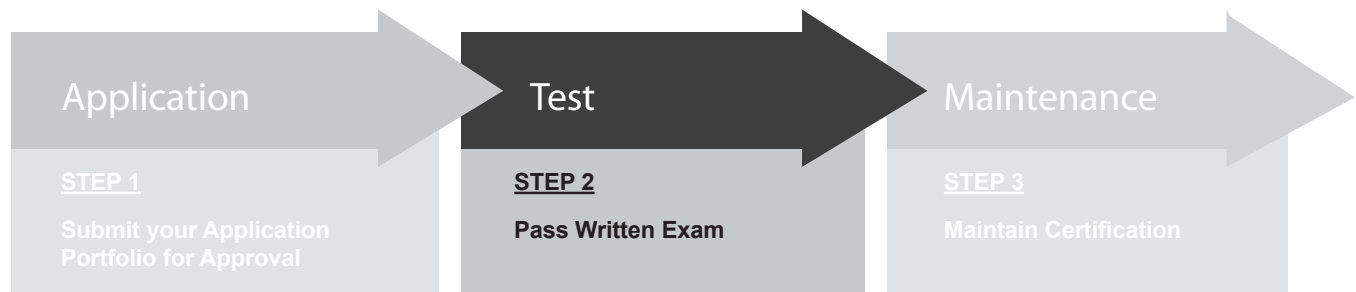 Application
STEP 1
Submit your Application
Portfolio for Approval
Test
STEP 2
Pass Written Exam
Maintenance
STEP 3
Maintain Certification